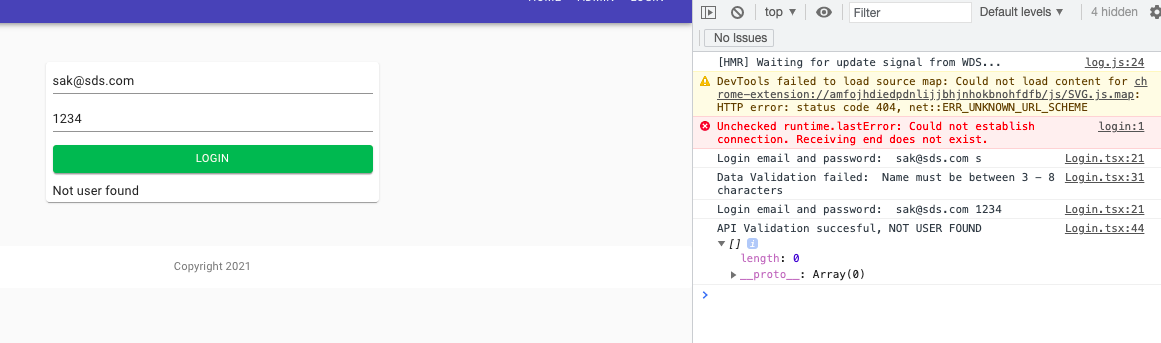 HOME ADMIN LOGIN
sak@sds.com
1234
LOGIN
Not user found
Copyright 2021
top ▼ Filter Default levels ▼ 4 hidden
No Issues
[HMR] Waiting for update signal from WDS... log.js:24
DevTools failed to load source map: Could not load content for ch
rome-extension://amfojhdiedpdnlijjbhjnhokbnohfdfb/js/SVG.js.map:
HTTP error: status code 404, net::ERR_UNKNOWN_URL_SCHEME
Unchecked runtime.lastError: Could not establish login:1
connection. Receiving end does not exist.
Login email and password:  sak@sds.com s Login.tsx:21
Data Validation failed:  Name must be between 3 - 8 Login.tsx:31
characters
Login email and password:  sak@sds.com 1234 Login.tsx:21
API Validation succesful, NOT USER FOUND Login.tsx:44
▼ [] i
length: 0
▶ __proto__: Array(0)